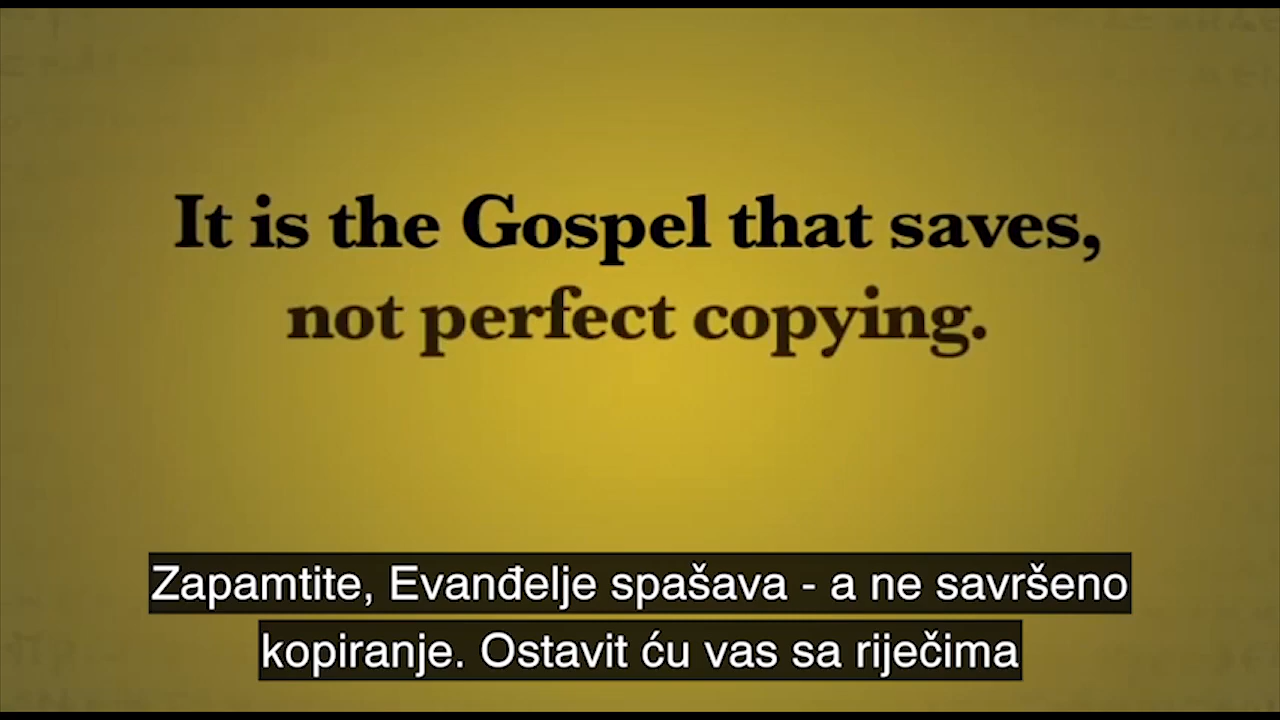 It is the Gospel that saves,
not perfect copying.
Zapamtite, Evanđelje spašava - a ne savršeno
kopiranje. Ostavit ću vas sa riječima